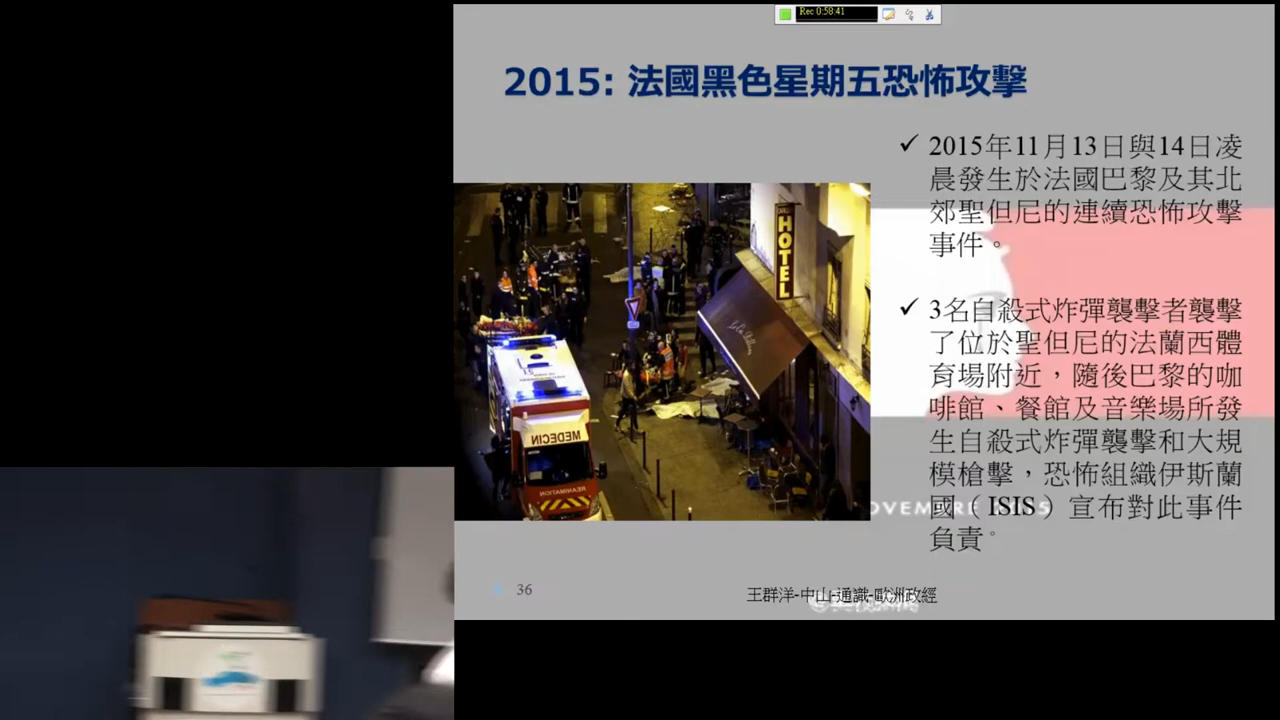 Rec 0:58:41
2015: 法國黑色星期五恐怖攻擊
✓ 2015年11月13日與14日凌
晨發生於法國巴黎及其北
郊聖但尼的連續恐怖攻擊
事件。
✓ 3名自殺式炸彈襲擊者襲擊
了位於聖但尼的法蘭西體
育場附近，隨後巴黎的咖
啡館、餐館及音樂場所發
生自殺式炸彈襲擊和大規
模槍擊，恐怖組織伊斯蘭
國（ISIS）宣布對此事件
負責。
HOTEL
MEDECIN
REANIMATION
36
王群洋-中山-通識-歐洲政經